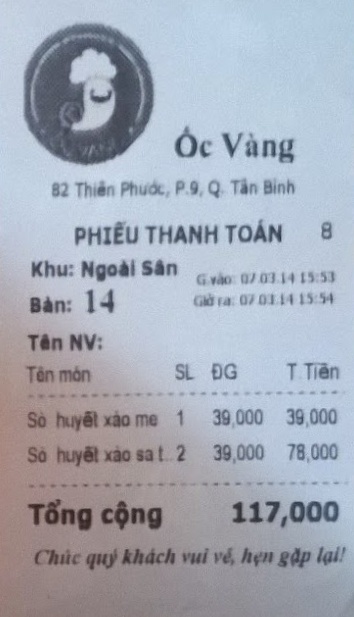 Ốc Vàng
82 Thiên Phước, P.9, Q. Tân Bình
PHIẾU THANH TOÁN 8
Khu: Ngoài Sân
G.vào: 07.03.14 15:53
Bàn: 14
Giờ ra: 07.03.14 15:54
Tên NV:
Tên món SL ĐG T.Tiền
Sò huyết xào me 1 39,000 39,000
Sò huyết xào sa t.. 2 39,000 78,000
Tổng cộng 117,000
Chúc quý khách vui vẻ, hẹn gặp lại!